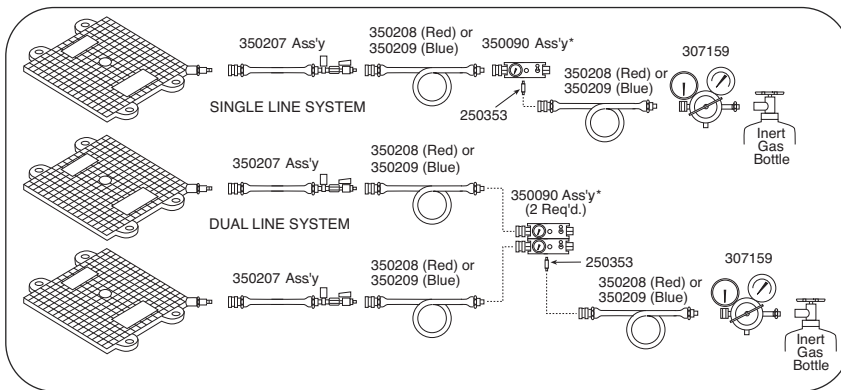 350207 Ass'y
350208 (Red) or
350209 (Blue)
350090 Ass'y*
350208 (Red) or
350209 (Blue)
307159
250353
SINGLE LINE SYSTEM
Inert
Gas
Bottle
350207 Ass'y
350208 (Red) or
350209 (Blue)
DUAL LINE SYSTEM
350090 Ass'y*
(2 Req'd.)
350207 Ass'y
350208 (Red) or
350209 (Blue)
250353
350208 (Red) or
350209 (Blue)
307159
Inert
Gas
Bottle